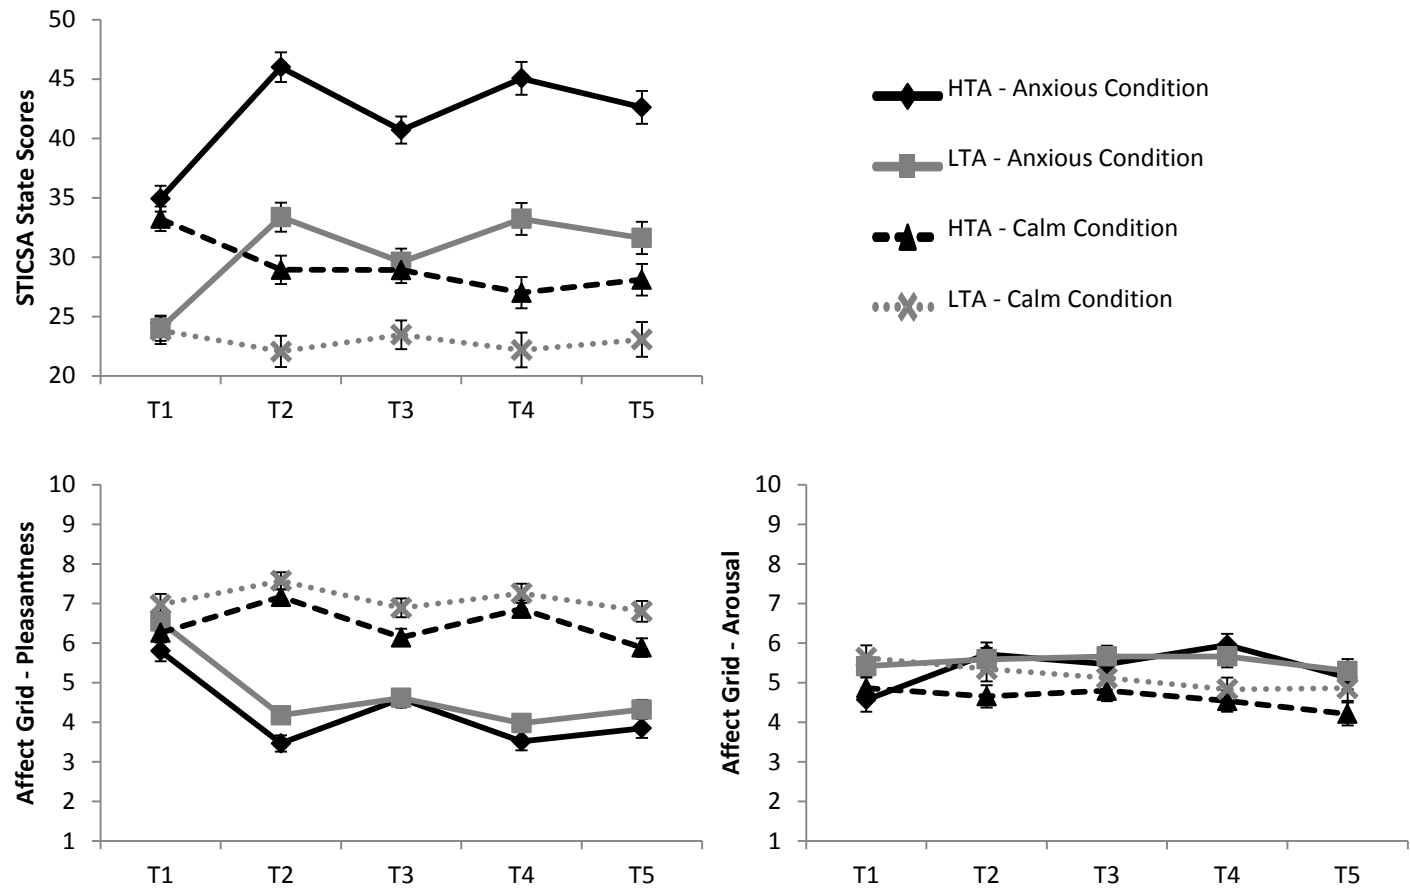 STICSA State Scores
50
45
40
35
30
25
20
T1 T2 T3 T4 T5
HTA - Anxious Condition
LTA - Anxious Condition
HTA - Calm Condition
LTA - Calm Condition
Affect Grid - Pleasantness
10
9
8
7
6
5
4
3
2
1
T1 T2 T3 T4 T5
Affect Grid - Arousal
10
9
8
7
6
5
4
3
2
1
T1 T2 T3 T4 T5